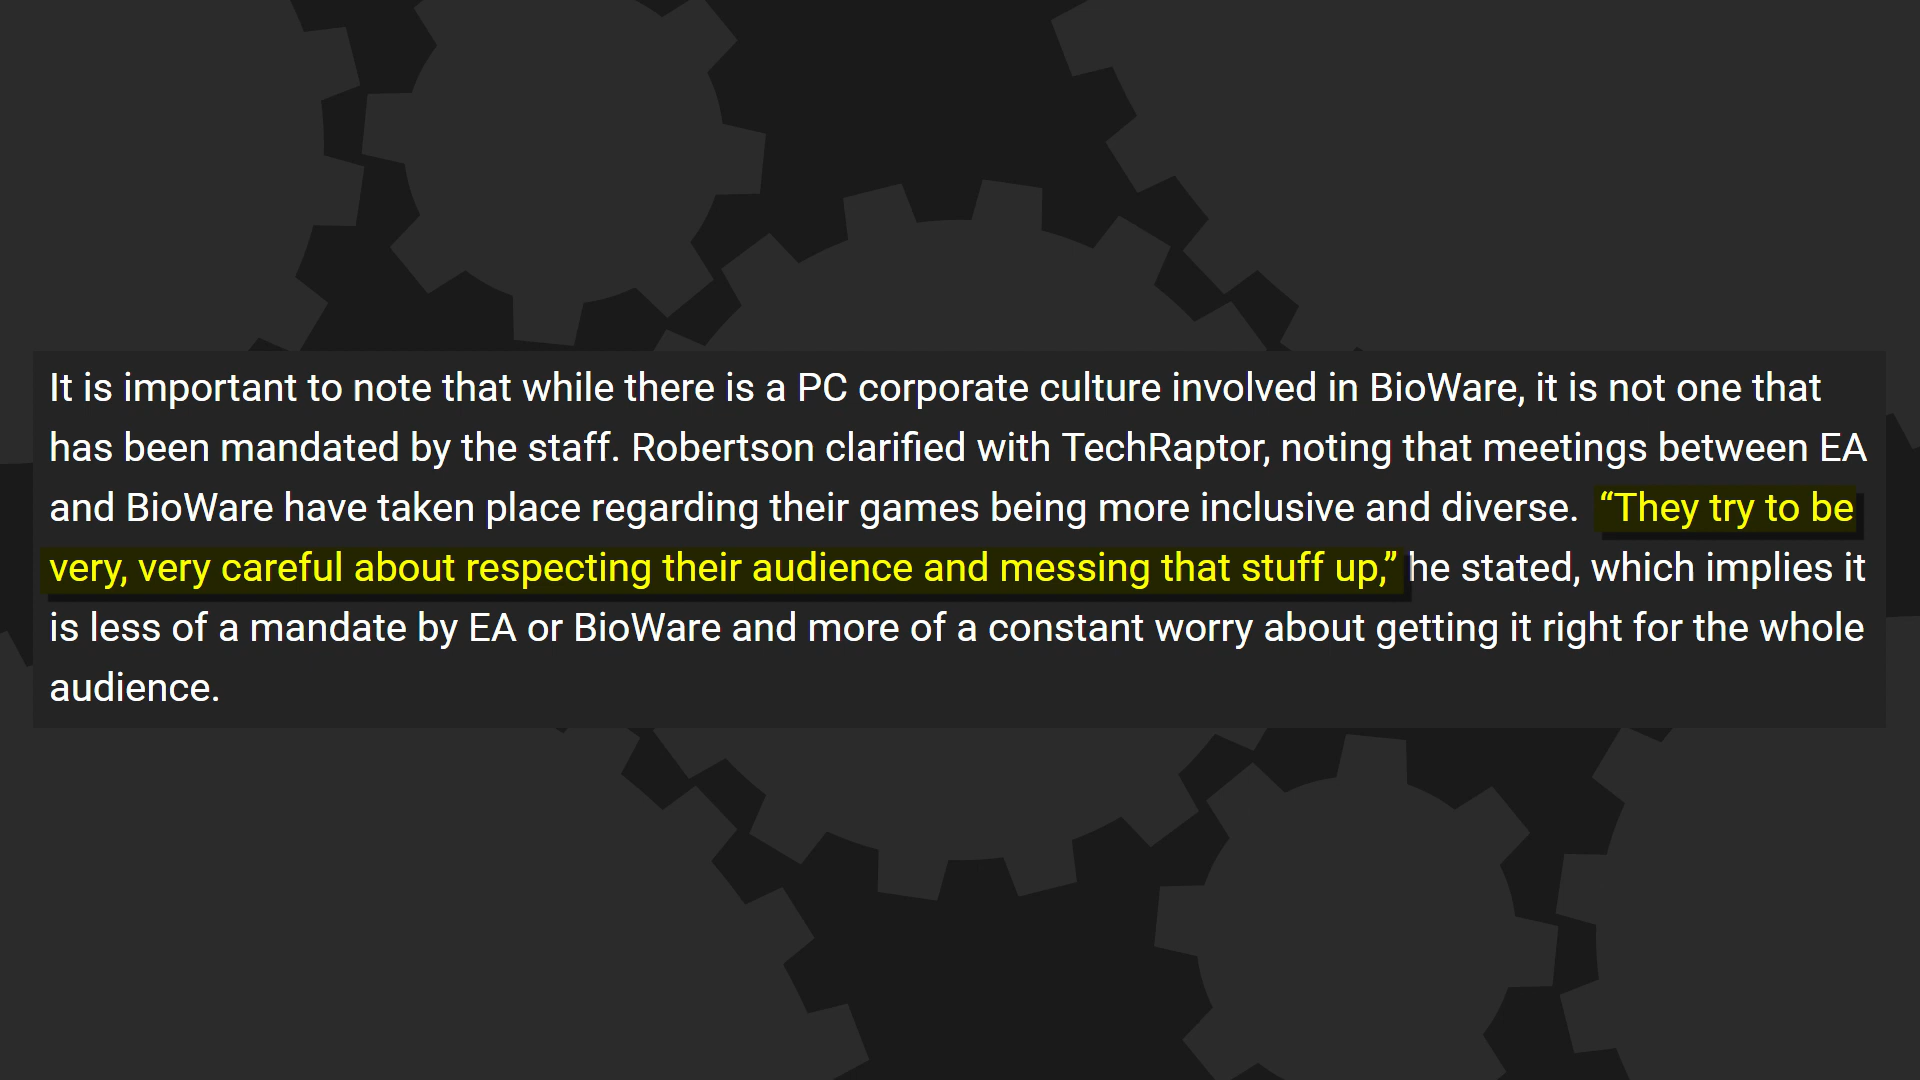 It is important to note that while there is a PC corporate culture involved in BioWare, it is not one that
has been mandated by the staff. Robertson clarified with TechRaptor, noting that meetings between EA
and BioWare have taken place regarding their games being more inclusive and diverse. “They try to be
very, very careful about respecting their audience and messing that stuff up,” he stated, which implies it
is less of a mandate by EA or BioWare and more of a constant worry about getting it right for the whole
audience.